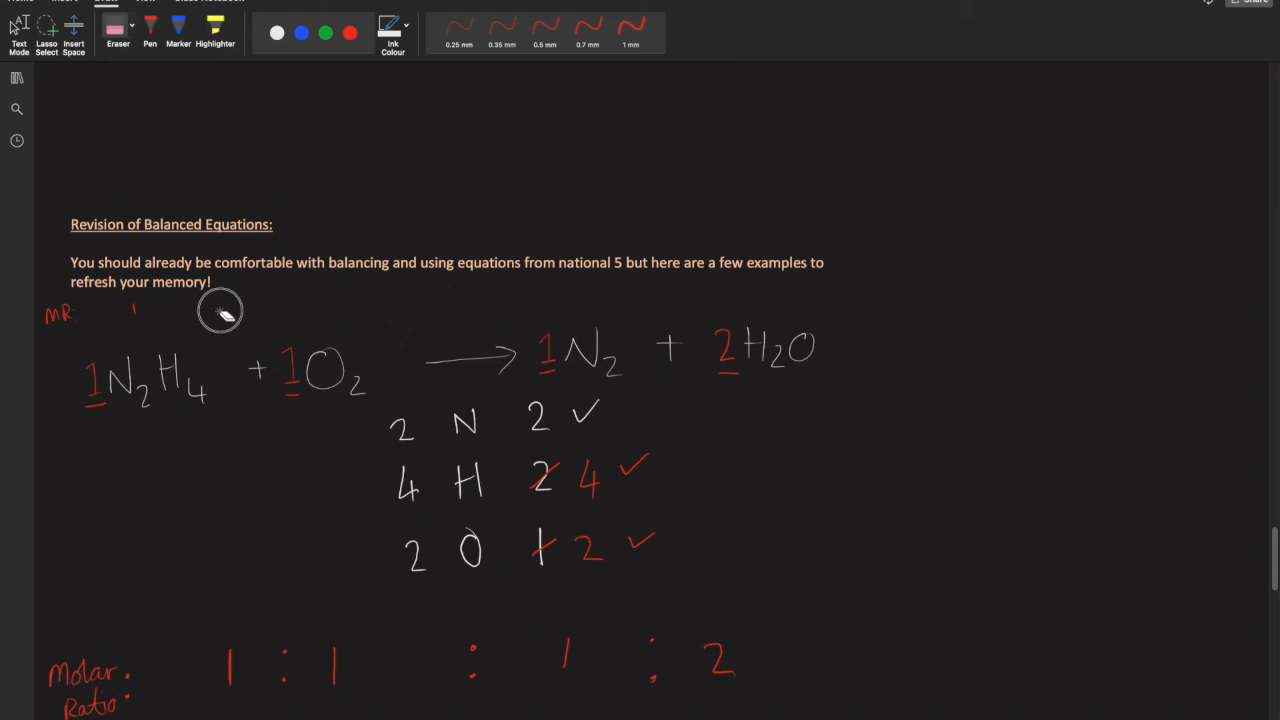 Share
Text Mode
Lasso Select
Insert Space
Eraser
Pen
Marker
Highlighter
Ink Colour
0.25 mm
0.35 mm
0.5 mm
0.7 mm
1 mm
Revision of Balanced Equations:
You should already be comfortable with balancing and using equations from national 5 but here are a few examples to
refresh your memory!
MR: 1
1N₂H₄ + 1O₂ → 1N₂ + 2H₂O
2 N 2 ✓
4 H 2 4 ✓
2 O 1 2 ✓
Molar : 1 : 1 : 1 : 2
Ratio